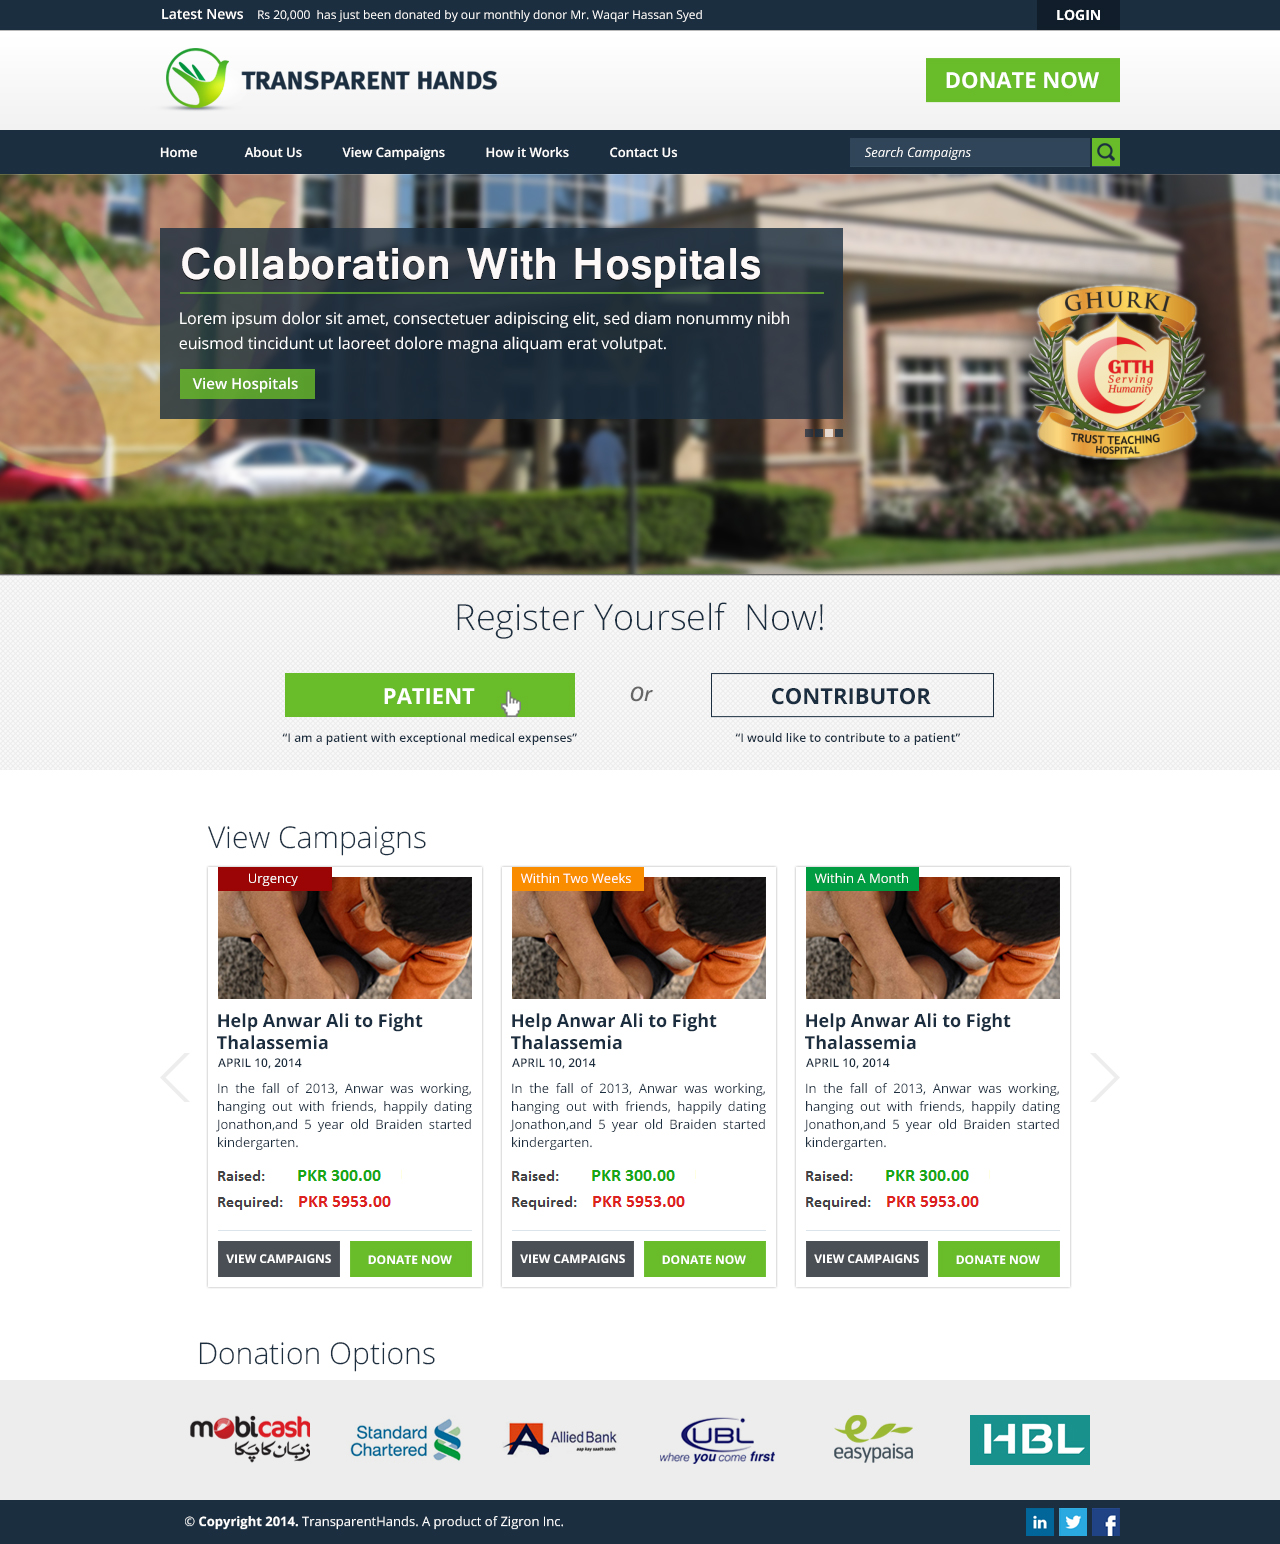 Latest News Rs 20,000 has just been donated by our monthly donor Mr. Waqar Hassan Syed
LOGIN
TRANSPARENT HANDS
DONATE NOW
Home About Us View Campaigns How it Works Contact Us
Search Campaigns
Collaboration With Hospitals
Lorem ipsum dolor sit amet, consectetuer adipiscing elit, sed diam nonummy nibh
euismod tincidunt ut laoreet dolore magna aliquam erat volutpat.
View Hospitals
GHURKI
GTTH
Serving
Humanity
TRUST TEACHING
HOSPITAL
Register Yourself Now!
PATIENT
Or
CONTRIBUTOR
“I am a patient with exceptional medical expenses”
“I would like to contribute to a patient”
View Campaigns
Urgency
Help Anwar Ali to Fight
Thalassemia
APRIL 10, 2014
In the fall of 2013, Anwar was working,
hanging out with friends, happily dating
Jonathon,and 5 year old Braiden started
kindergarten.
Raised: PKR 300.00
Required: PKR 5953.00
VIEW CAMPAIGNS
DONATE NOW
Within Two Weeks
Help Anwar Ali to Fight
Thalassemia
APRIL 10, 2014
In the fall of 2013, Anwar was working,
hanging out with friends, happily dating
Jonathon,and 5 year old Braiden started
kindergarten.
Raised: PKR 300.00
Required: PKR 5953.00
VIEW CAMPAIGNS
DONATE NOW
Within A Month
Help Anwar Ali to Fight
Thalassemia
APRIL 10, 2014
In the fall of 2013, Anwar was working,
hanging out with friends, happily dating
Jonathon,and 5 year old Braiden started
kindergarten.
Raised: PKR 300.00
Required: PKR 5953.00
VIEW CAMPAIGNS
DONATE NOW
Donation Options
mobicash
Standard
Chartered
Allied Bank
aap kay saath saath
UBL
where you come first
easypaisa
HBL
© Copyright 2014. TransparentHands. A product of Zigron Inc.
in
f